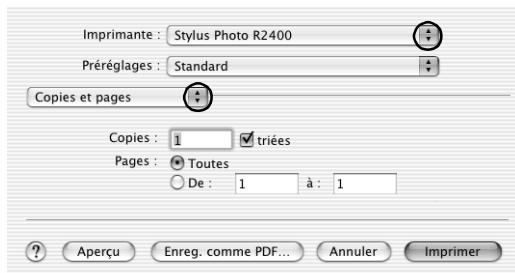 Imprimante : Stylus Photo R2400
Préréglages : Standard
Copies et pages
Copies : 1 triées
Pages : Toutes
De : 1 à : 1
? Aperçu Enreg. comme PDF... Annuler Imprimer